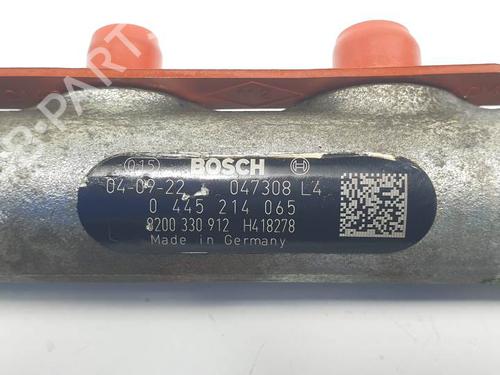 015 BOSCH
04-09-22 047308 L4
0 445 214 065
8200 330 912 H418278
Made in Germany